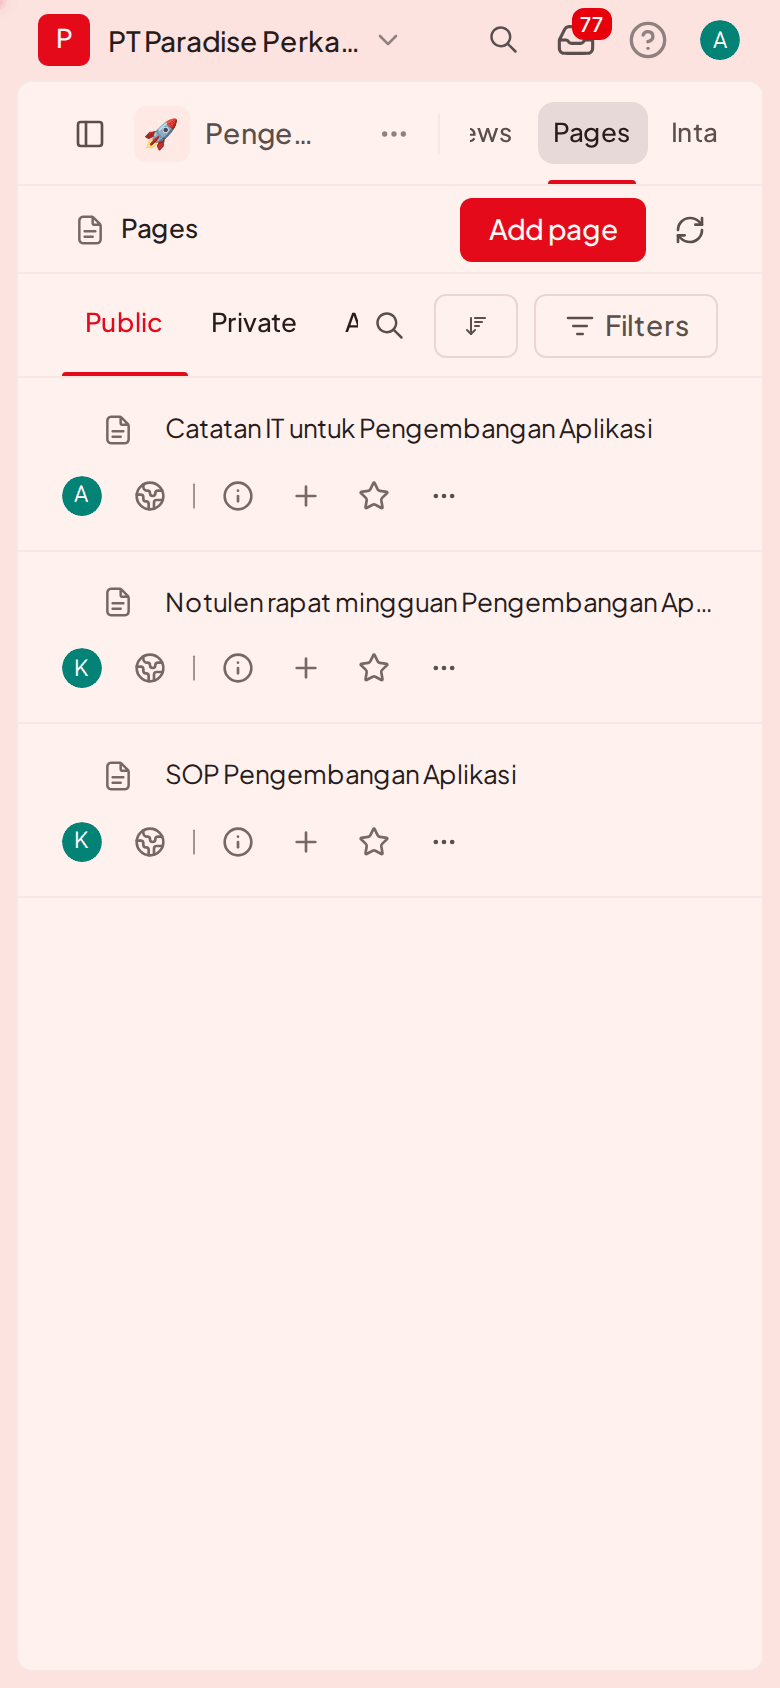 P PT Paradise Perka... 77 A
Penge... ews Pages Inta
Pages Add page
Public Private A Filters
Catatan IT untuk Pengembangan Aplikasi
A
Notulen rapat mingguan Pengembangan Ap...
K
SOP Pengembangan Aplikasi
K